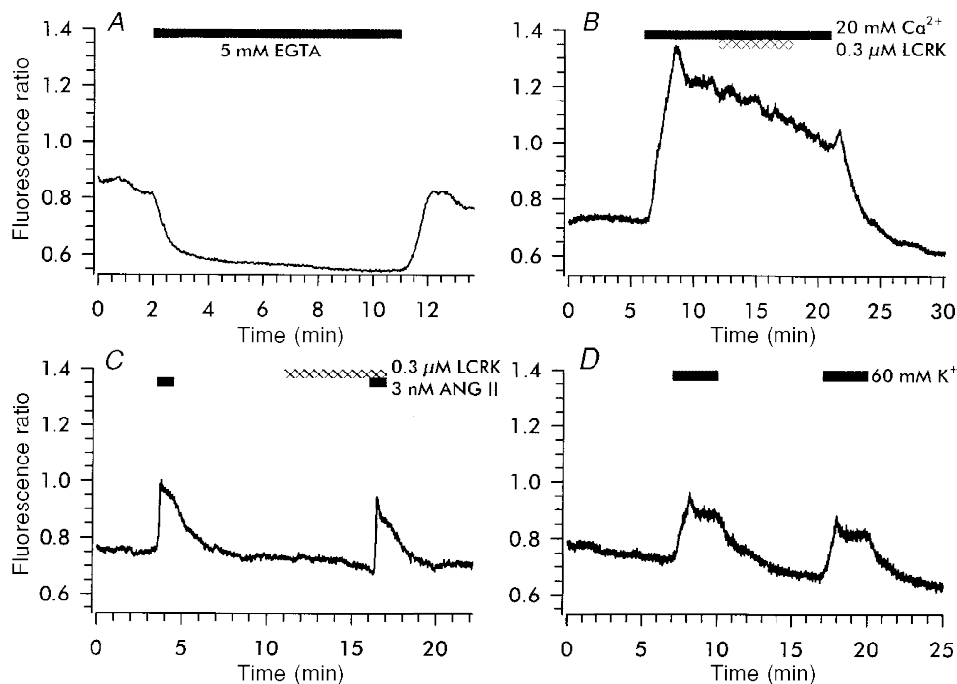 A
5 mM EGTA
Fluorescence ratio
1.4
1.2
1.0
0.8
0.6
0 2 4 6 8 10 12
Time (min)
B
20 mM Ca²⁺
0.3 µM LCRK
1.4
1.2
1.0
0.8
0.6
0 5 10 15 20 25 30
Time (min)
C
0.3 µM LCRK
3 nM ANG II
Fluorescence ratio
1.4
1.2
1.0
0.8
0.6
0 5 10 15 20
Time (min)
D
60 mM K⁺
1.4
1.2
1.0
0.8
0.6
0 5 10 15 20 25
Time (min)